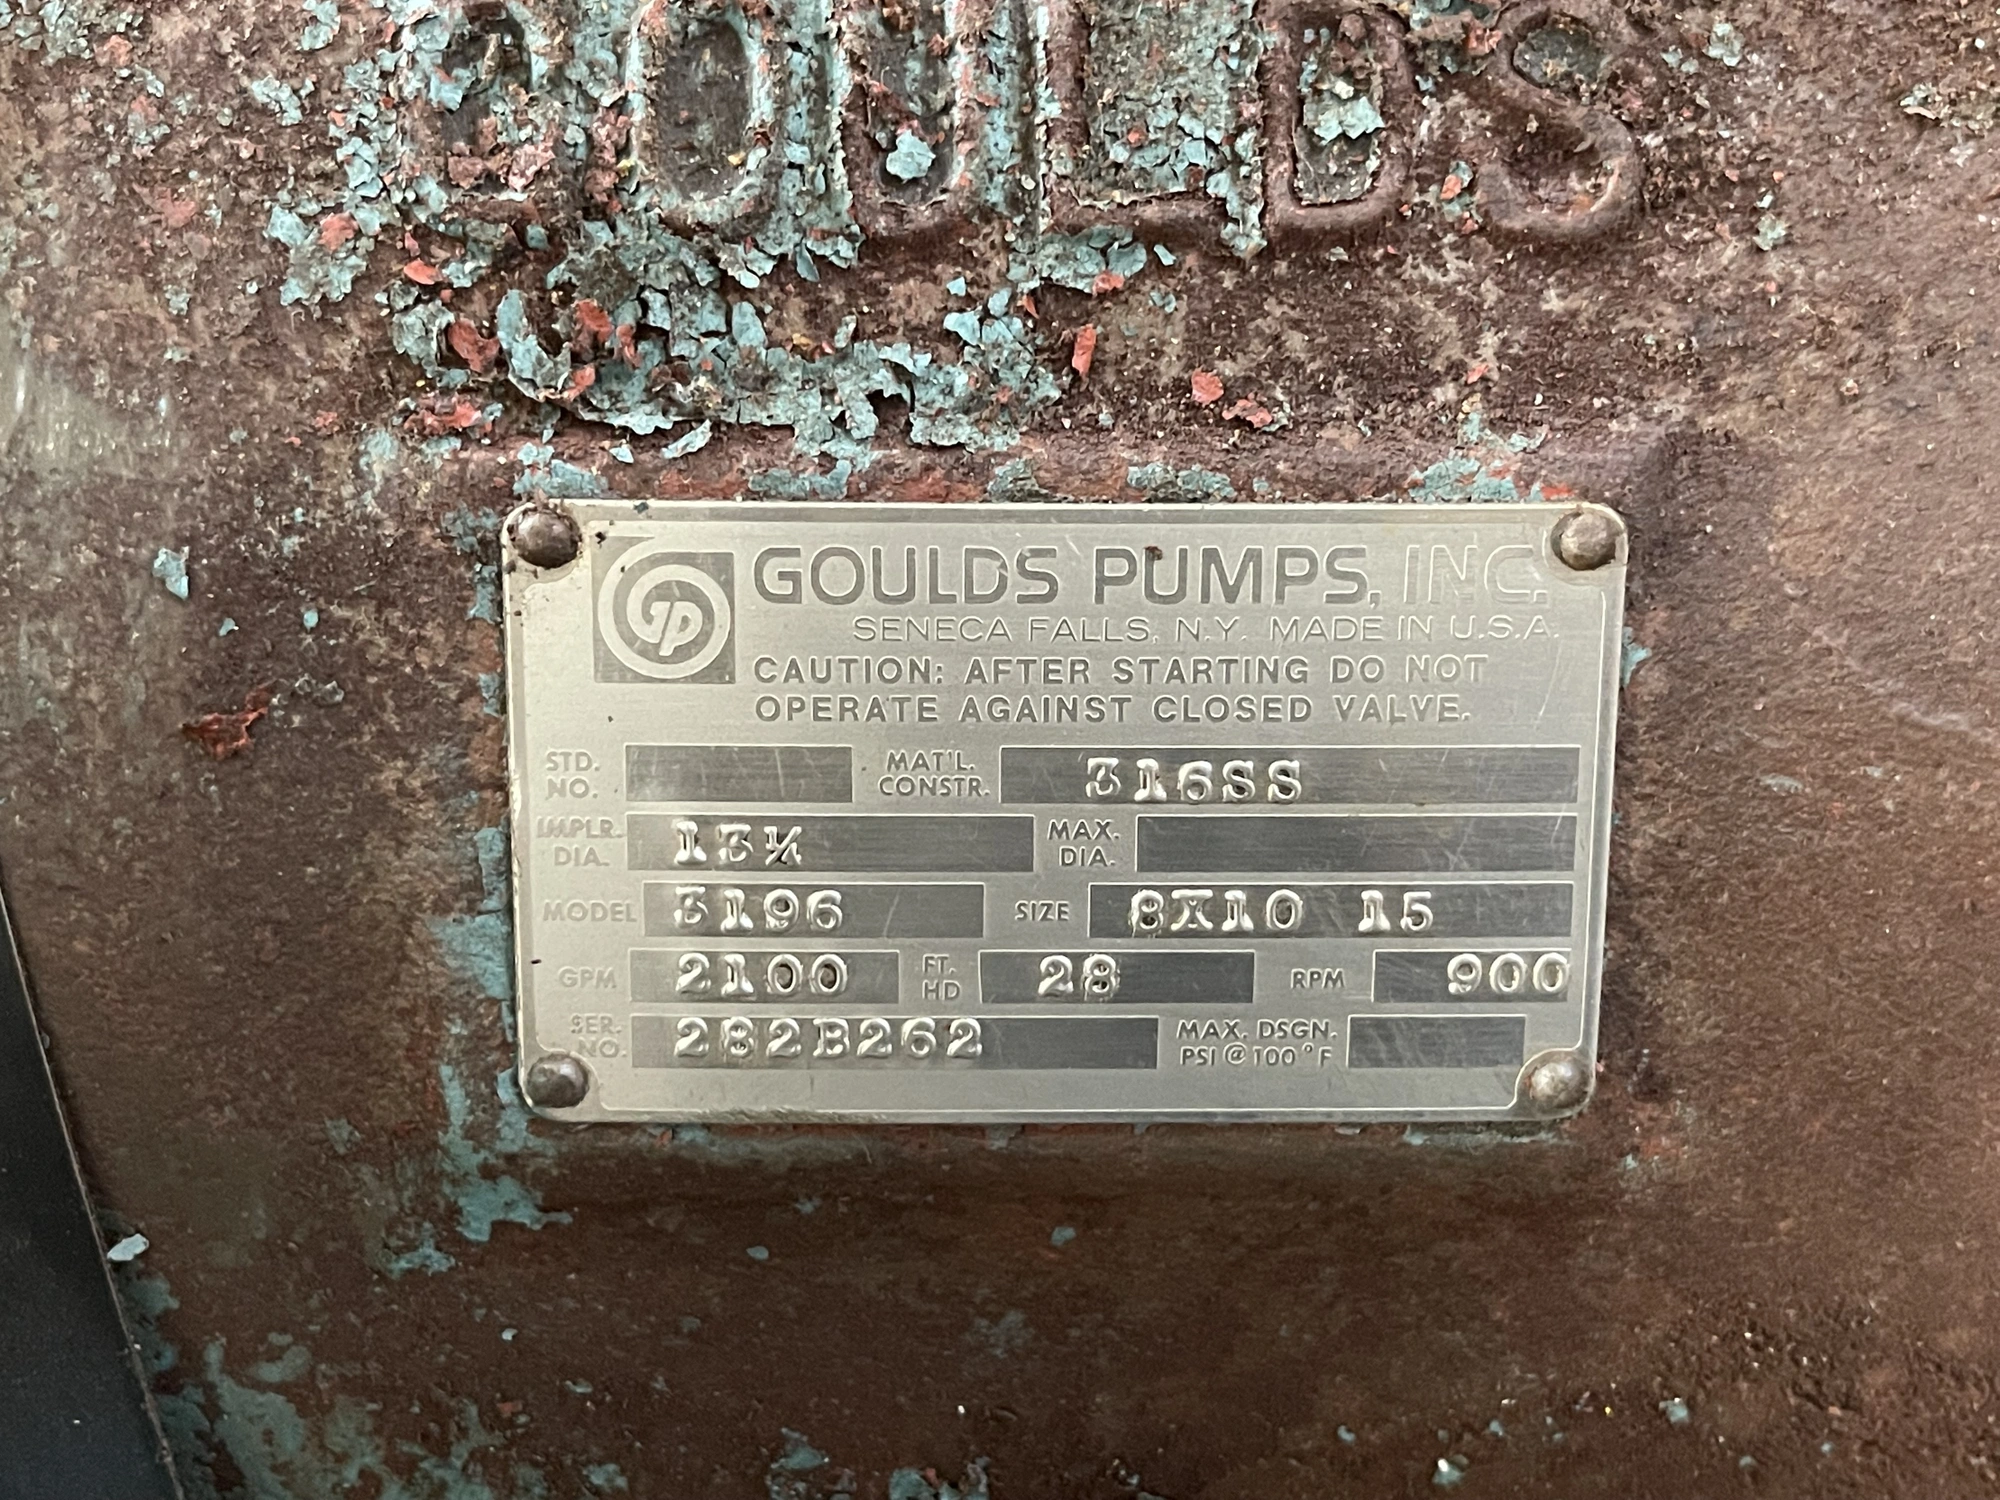 GOULDS
GP GOULDS PUMPS, INC.
SENECA FALLS, N.Y. MADE IN U.S.A.
CAUTION: AFTER STARTING DO NOT
OPERATE AGAINST CLOSED VALVE.
STD. NO. MAT'L. CONSTR. 316SS
IMPLR. DIA. 13¼ MAX. DIA.
MODEL 3196 SIZE 8X10 15
GPM 2100 FT. HD 28 RPM 900
SER. NO. 282B262 MAX. DSGN. PSI @ 100°F